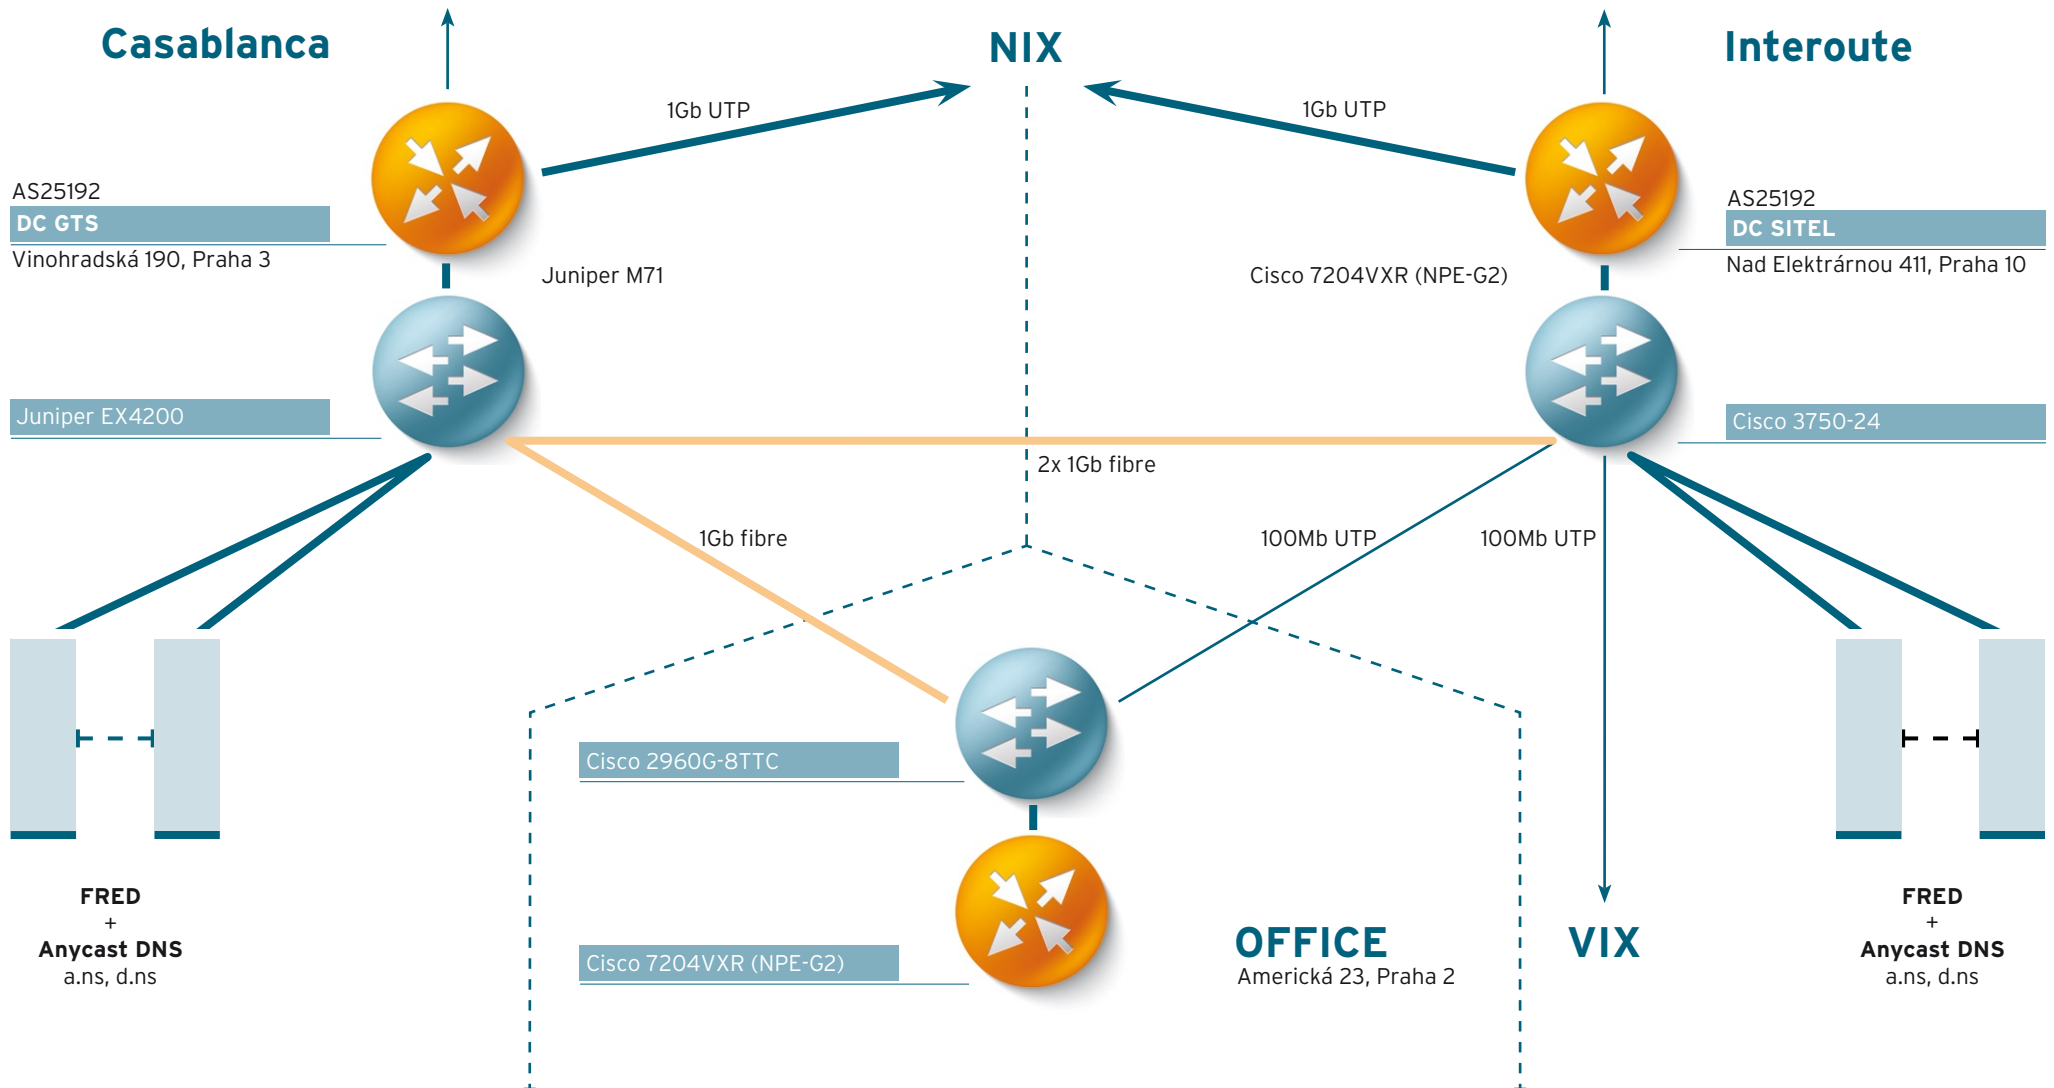 Casablanca
NIX
Interoute
1Gb UTP
1Gb UTP
AS25192
DC GTS
Vinohradská 190, Praha 3
AS25192
DC SITEL
Nad Elektrárnou 411, Praha 10
Juniper M71
Cisco 7204VXR (NPE-G2)
Juniper EX4200
Cisco 3750-24
2x 1Gb fibre
1Gb fibre
100Mb UTP
100Mb UTP
Cisco 2960G-8TTC
Cisco 7204VXR (NPE-G2)
OFFICE
Americká 23, Praha 2
VIX
FRED
+
Anycast DNS
a.ns, d.ns
FRED
+
Anycast DNS
a.ns, d.ns